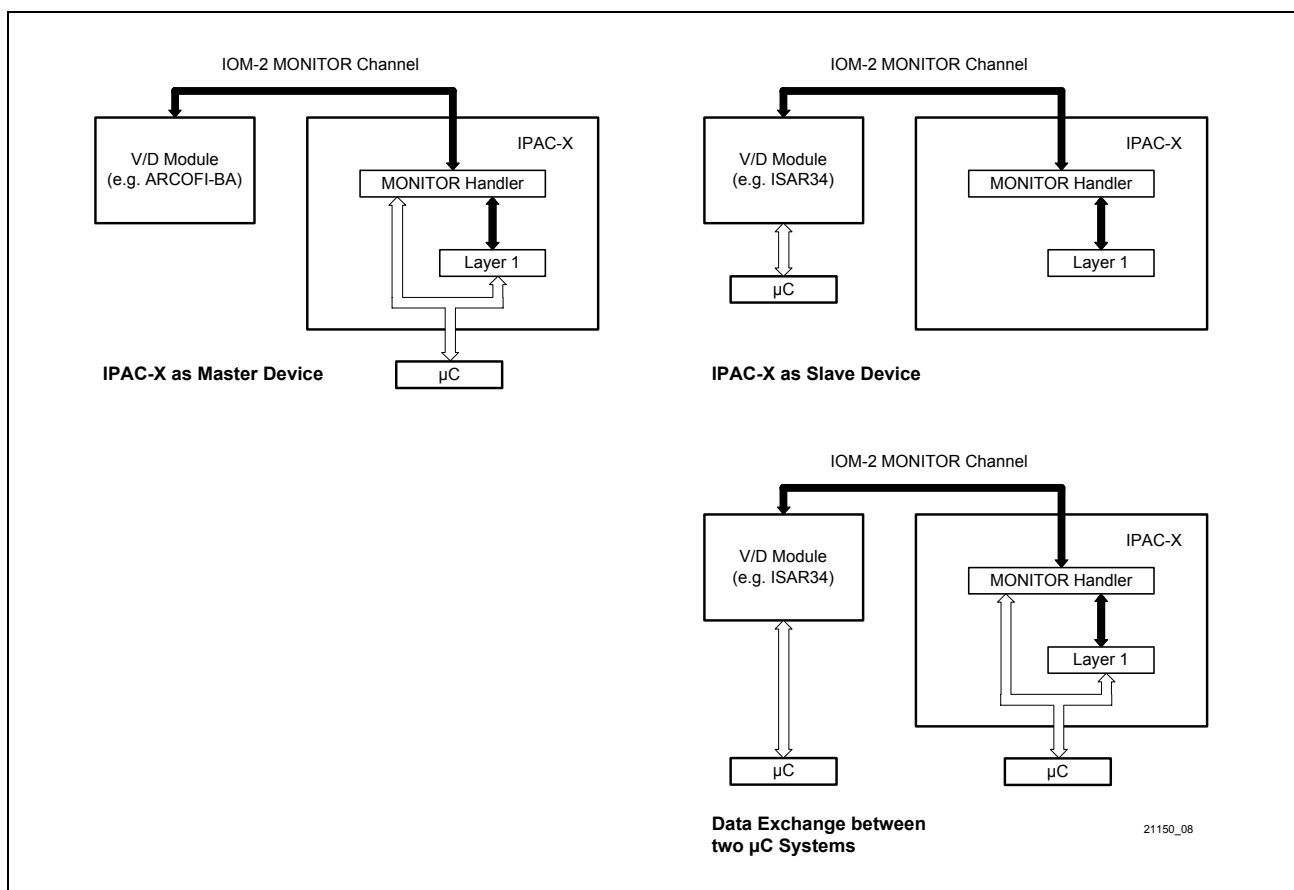 IOM-2 MONITOR Channel
V/D Module
(e.g. ARCOFI-BA)
IPAC-X
MONITOR Handler
Layer 1
µC
IPAC-X as Master Device
IOM-2 MONITOR Channel
V/D Module
(e.g. ISAR34)
µC
IPAC-X
MONITOR Handler
Layer 1
IPAC-X as Slave Device
IOM-2 MONITOR Channel
V/D Module
(e.g. ISAR34)
IPAC-X
MONITOR Handler
Layer 1
µC
µC
Data Exchange between
two µC Systems
21150_08